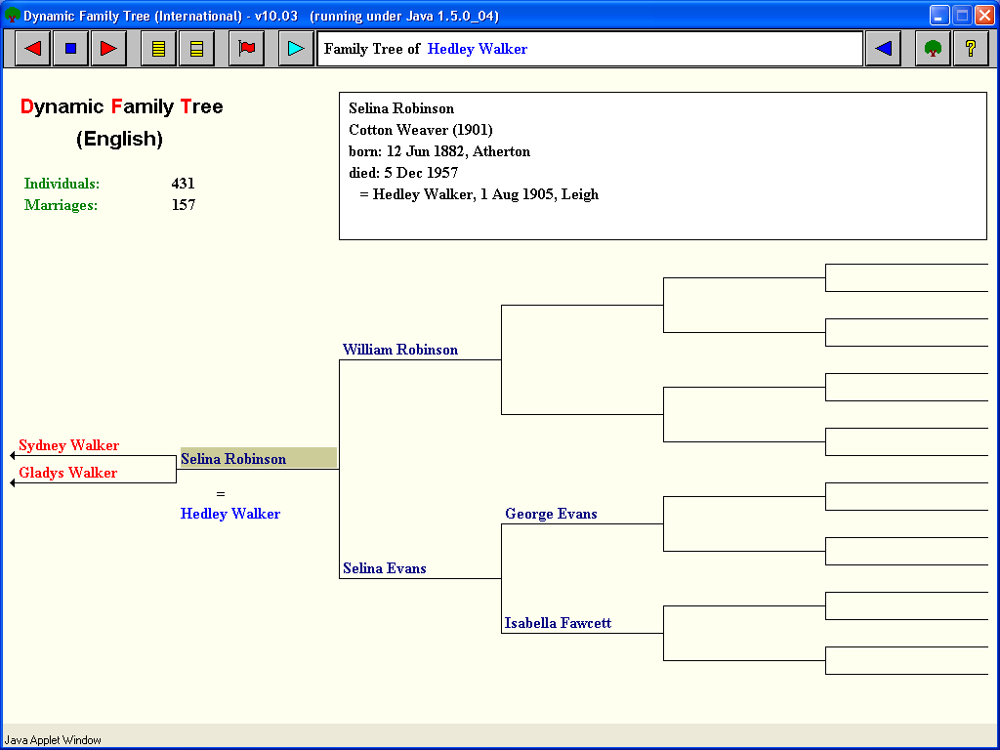 Dynamic Family Tree (International) - v10.03 (running under Java 1.5.0_04)
Family Tree of Hedley Walker
?
Dynamic Family Tree
(English)
Individuals: 431
Marriages: 157
Selina Robinson
Cotton Weaver (1901)
born: 12 Jun 1882, Atherton
died: 5 Dec 1957
= Hedley Walker, 1 Aug 1905, Leigh
William Robinson
Sydney Walker
Selina Robinson
Gladys Walker
=
Hedley Walker
George Evans
Selina Evans
Isabella Fawcett
Java Applet Window